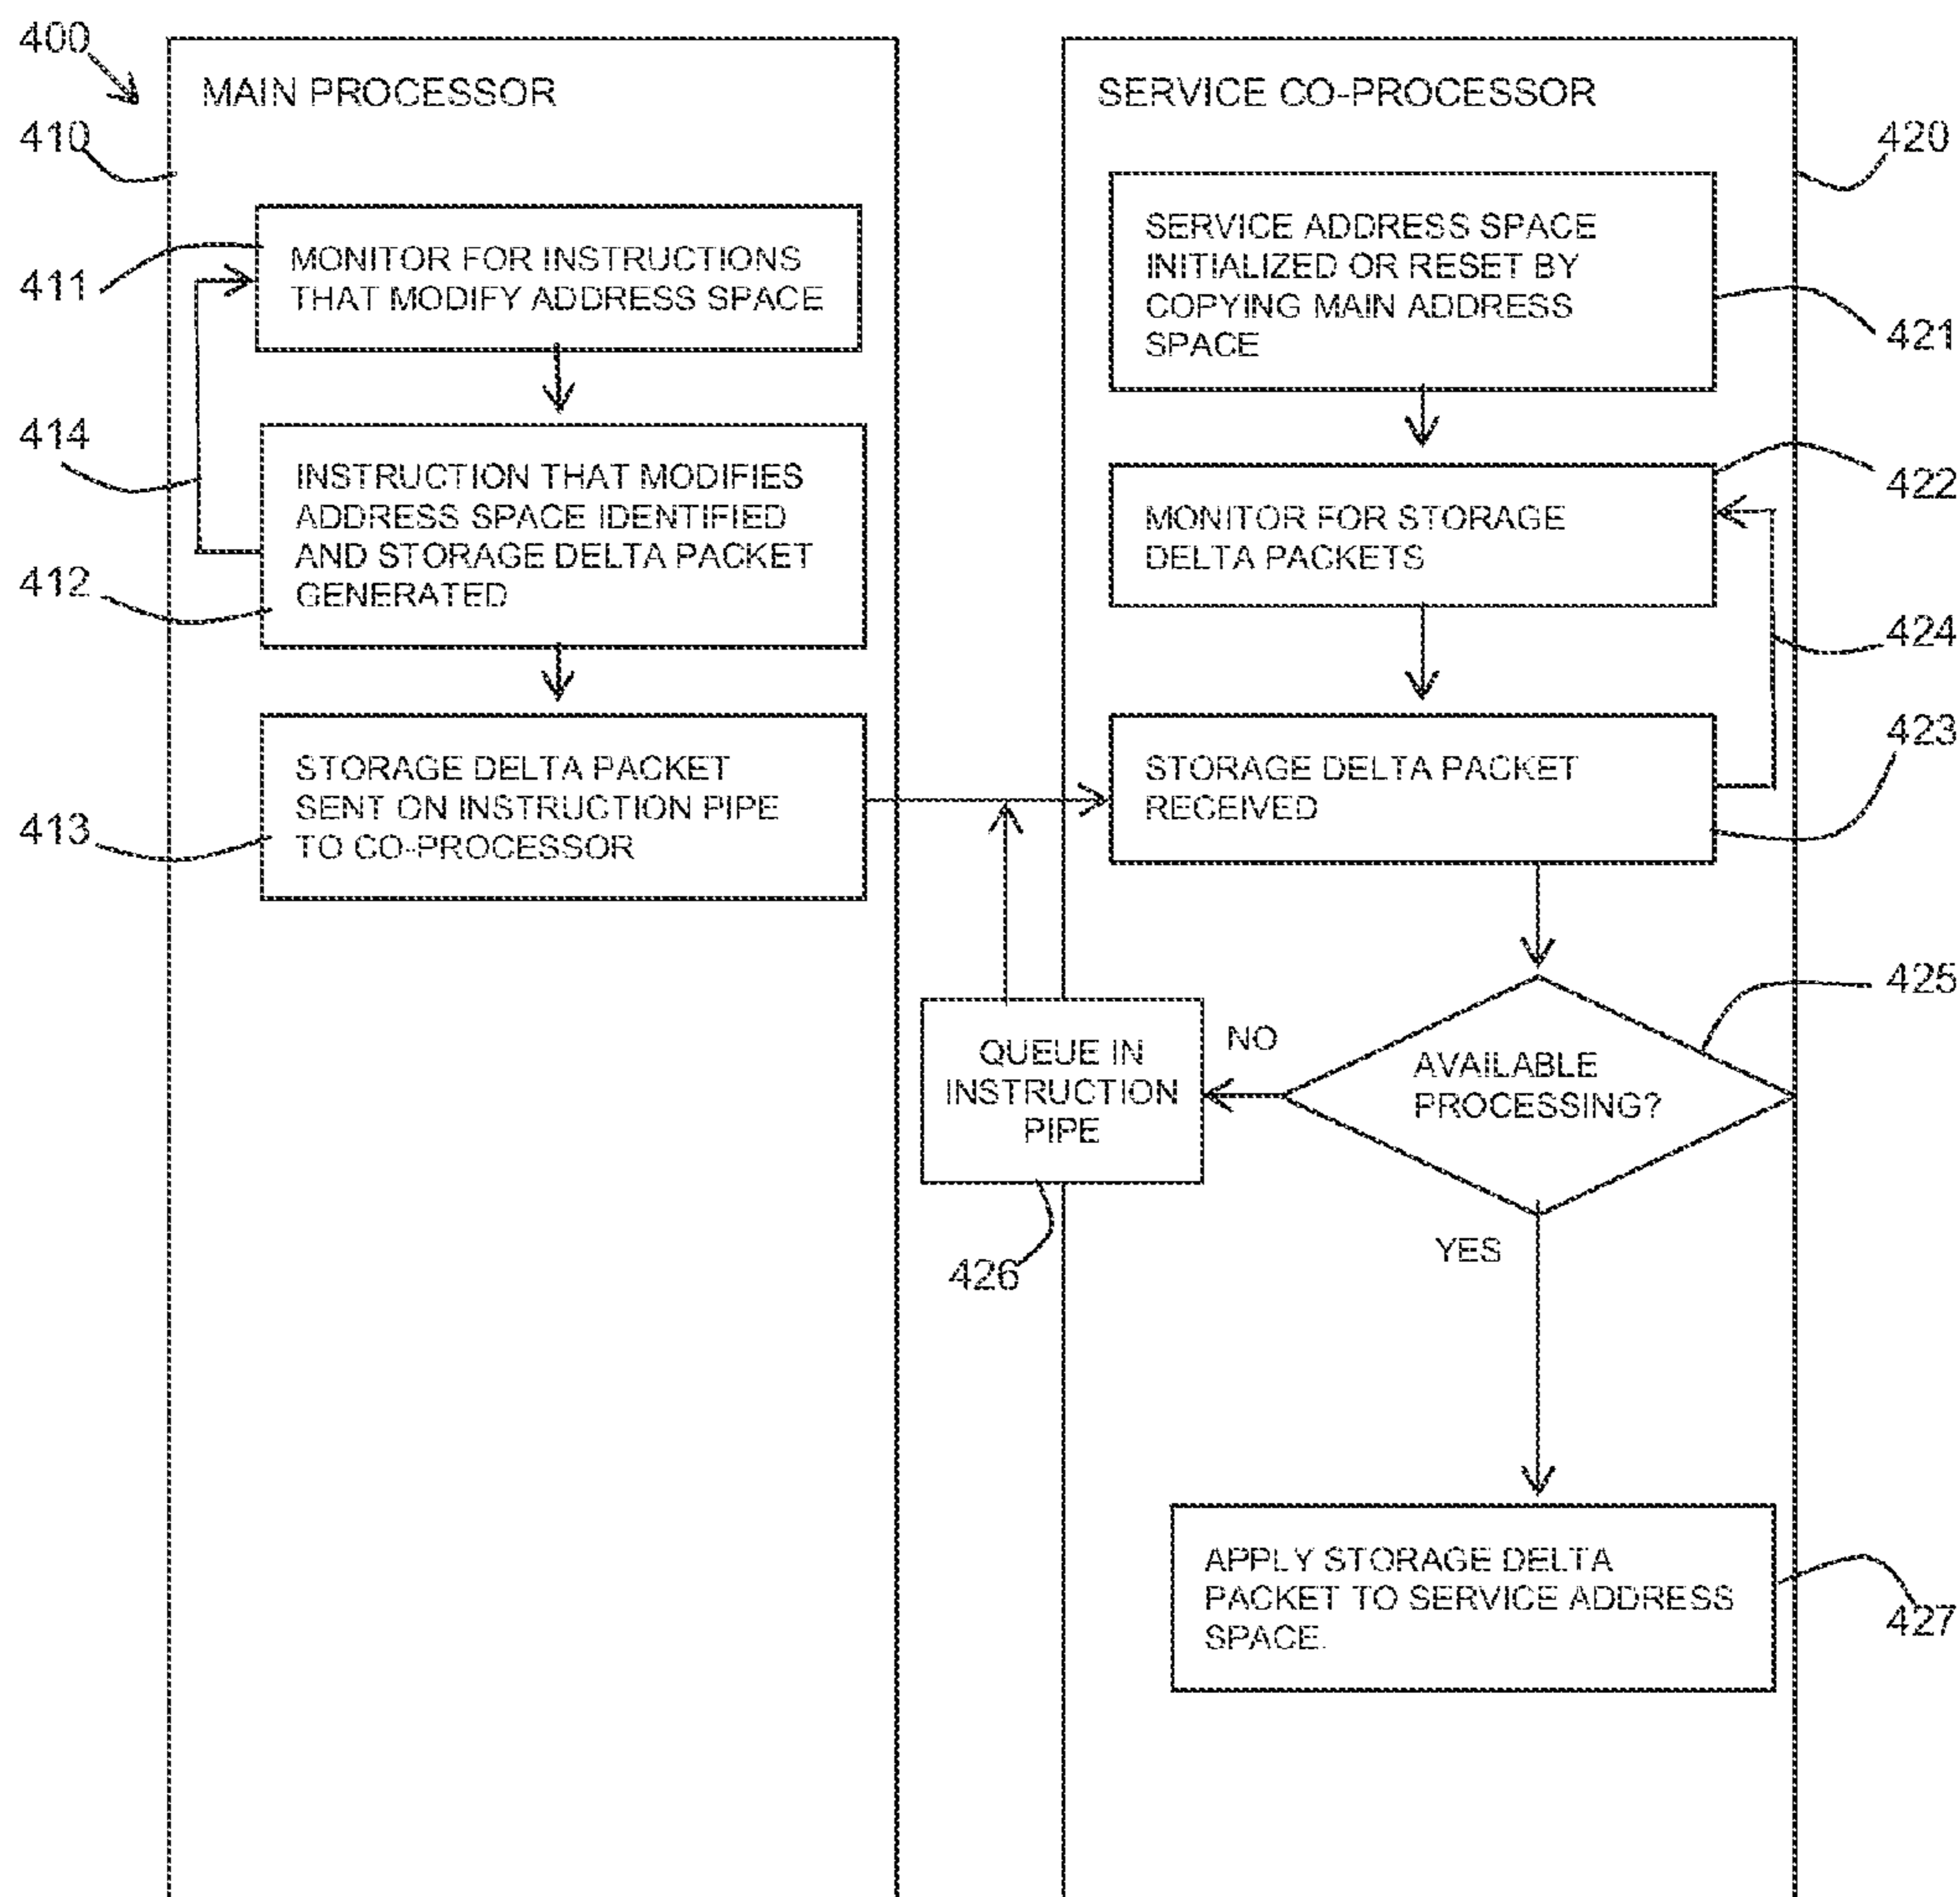 400
410
MAIN PROCESSOR
411
MONITOR FOR INSTRUCTIONS
THAT MODIFY ADDRESS SPACE
414
412
INSTRUCTION THAT MODIFIES
ADDRESS SPACE IDENTIFIED
AND STORAGE DELTA PACKET
GENERATED
413
STORAGE DELTA PACKET
SENT ON INSTRUCTION PIPE
TO CO-PROCESSOR
SERVICE CO-PROCESSOR
420
SERVICE ADDRESS SPACE
INITIALIZED OR RESET BY
COPYING MAIN ADDRESS
SPACE
421
422
MONITOR FOR STORAGE
DELTA PACKETS
424
423
STORAGE DELTA PACKET
RECEIVED
425
AVAILABLE
PROCESSING?
NO
QUEUE IN
INSTRUCTION
PIPE
426
YES
APPLY STORAGE DELTA
PACKET TO SERVICE ADDRESS
SPACE.
427